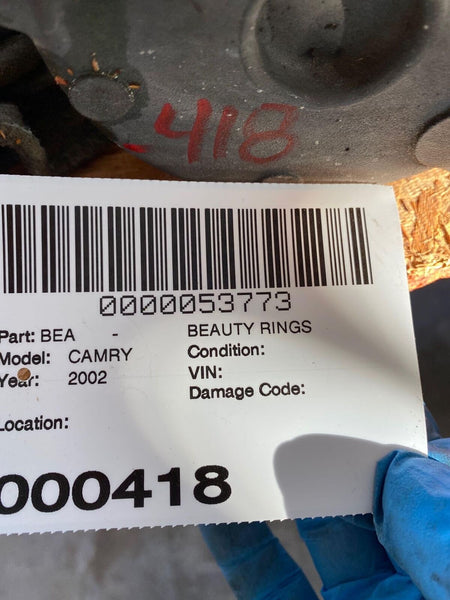 418
0000053773
Part: BEA - BEAUTY RINGS
Model: CAMRY Condition:
Year: 2002 VIN:
Damage Code:
Location:
000418